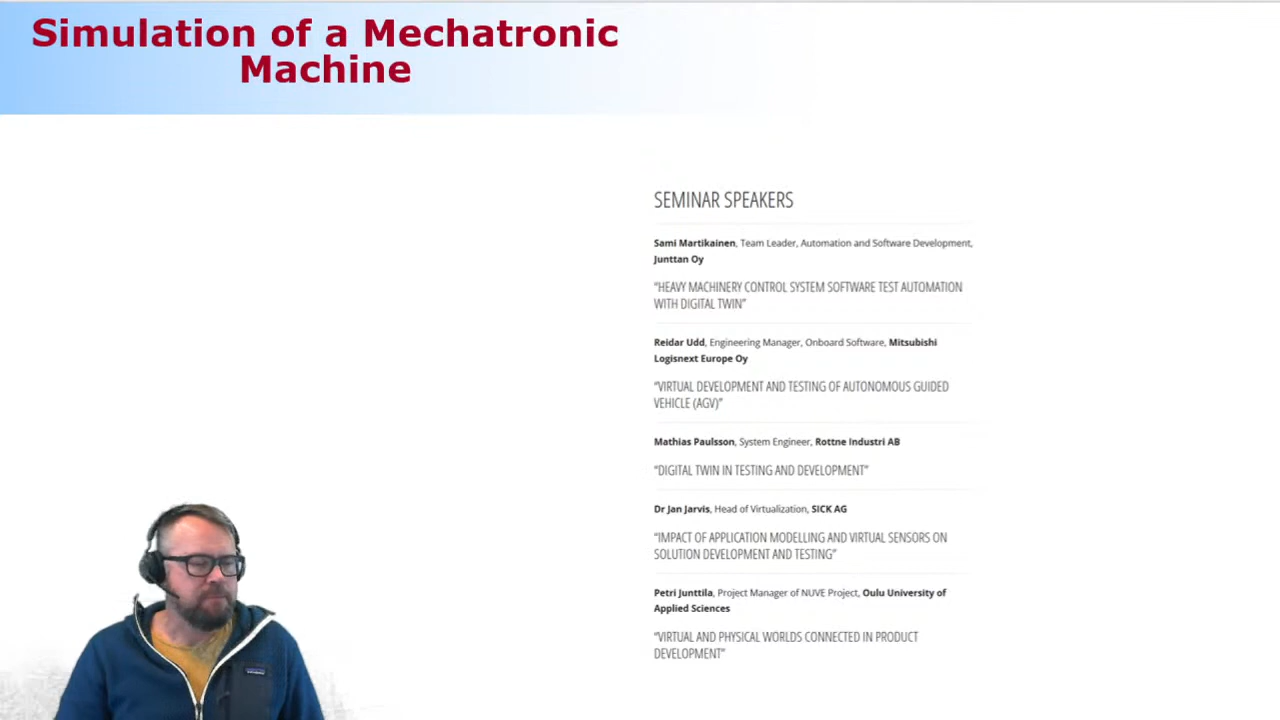 Simulation of a Mechatronic
Machine
SEMINAR SPEAKERS
Sami Martikainen, Team Leader, Automation and Software Development,
Junttan Oy
“HEAVY MACHINERY CONTROL SYSTEM SOFTWARE TEST AUTOMATION
WITH DIGITAL TWIN”
Reidar Udd, Engineering Manager, Onboard Software, Mitsubishi
Logisnext Europe Oy
“VIRTUAL DEVELOPMENT AND TESTING OF AUTONOMOUS GUIDED
VEHICLE (AGV)”
Mathias Paulsson, System Engineer, Rottne Industri AB
“DIGITAL TWIN IN TESTING AND DEVELOPMENT”
Dr Jan Jarvis, Head of Virtualization, SICK AG
“IMPACT OF APPLICATION MODELLING AND VIRTUAL SENSORS ON
SOLUTION DEVELOPMENT AND TESTING”
Petri Junttila, Project Manager of NUVE Project, Oulu University of
Applied Sciences
“VIRTUAL AND PHYSICAL WORLDS CONNECTED IN PRODUCT
DEVELOPMENT”